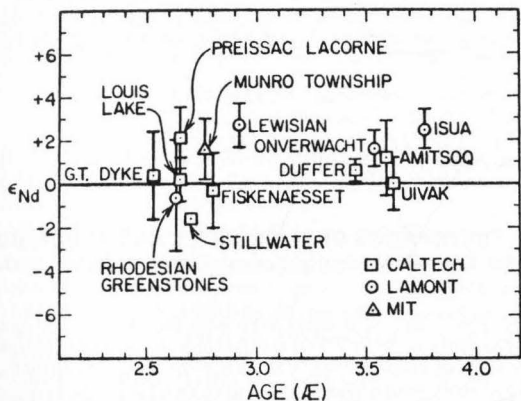 +6
+4
+2
0
-2
-4
-6
εNd
2.5
3.0
3.5
4.0
AGE (Æ)
PREISSAC LACORNE
MUNRO TOWNSHIP
LOUIS
LAKE
LEWISIAN
ONVERWACHT
ISUA
G.T. DYKE
DUFFER
AMITSOQ
FISKENAESSET
UIVAK
STILLWATER
RHODESIAN
GREENSTONES
CALTECH
LAMONT
MIT